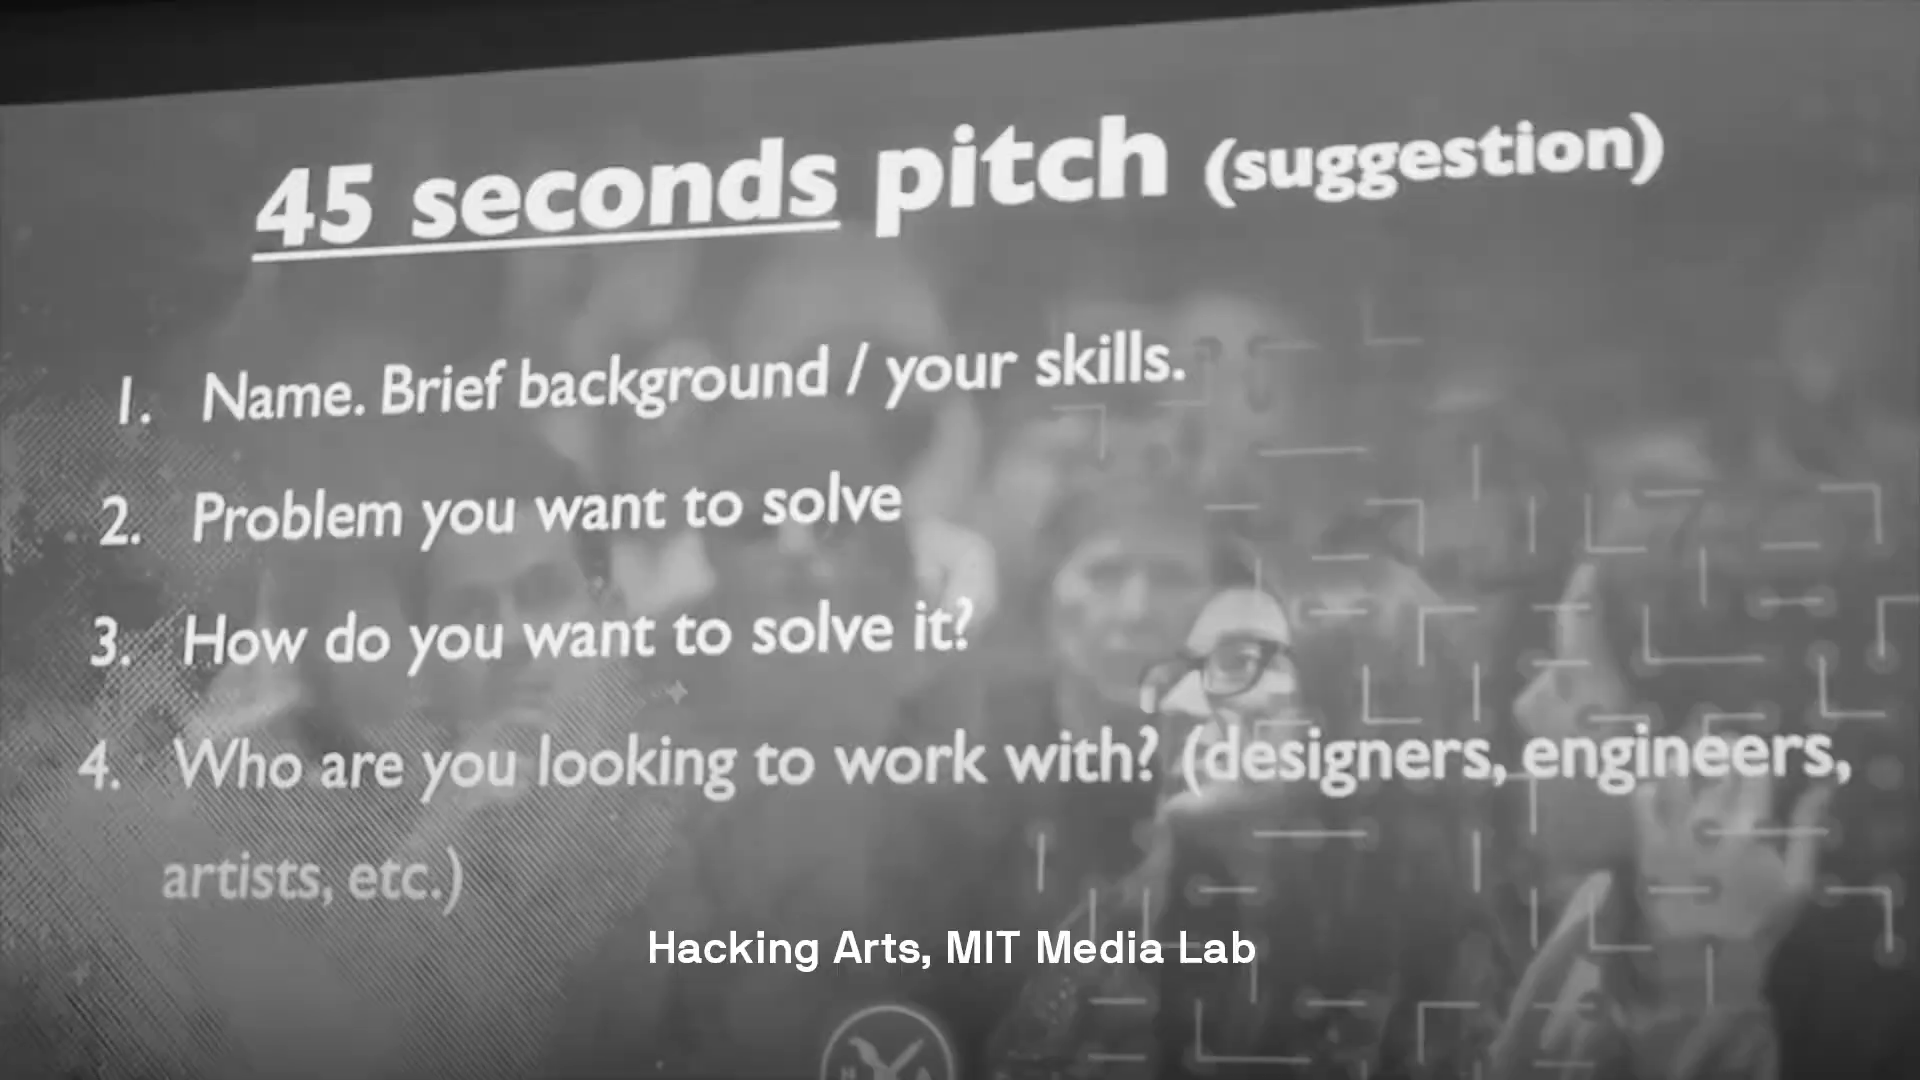 45 seconds pitch (suggestion)
1. Name. Brief background / your skills.
2. Problem you want to solve
3. How do you want to solve it?
4. Who are you looking to work with? (designers, engineers,
artists, etc.)
Hacking Arts, MIT Media Lab